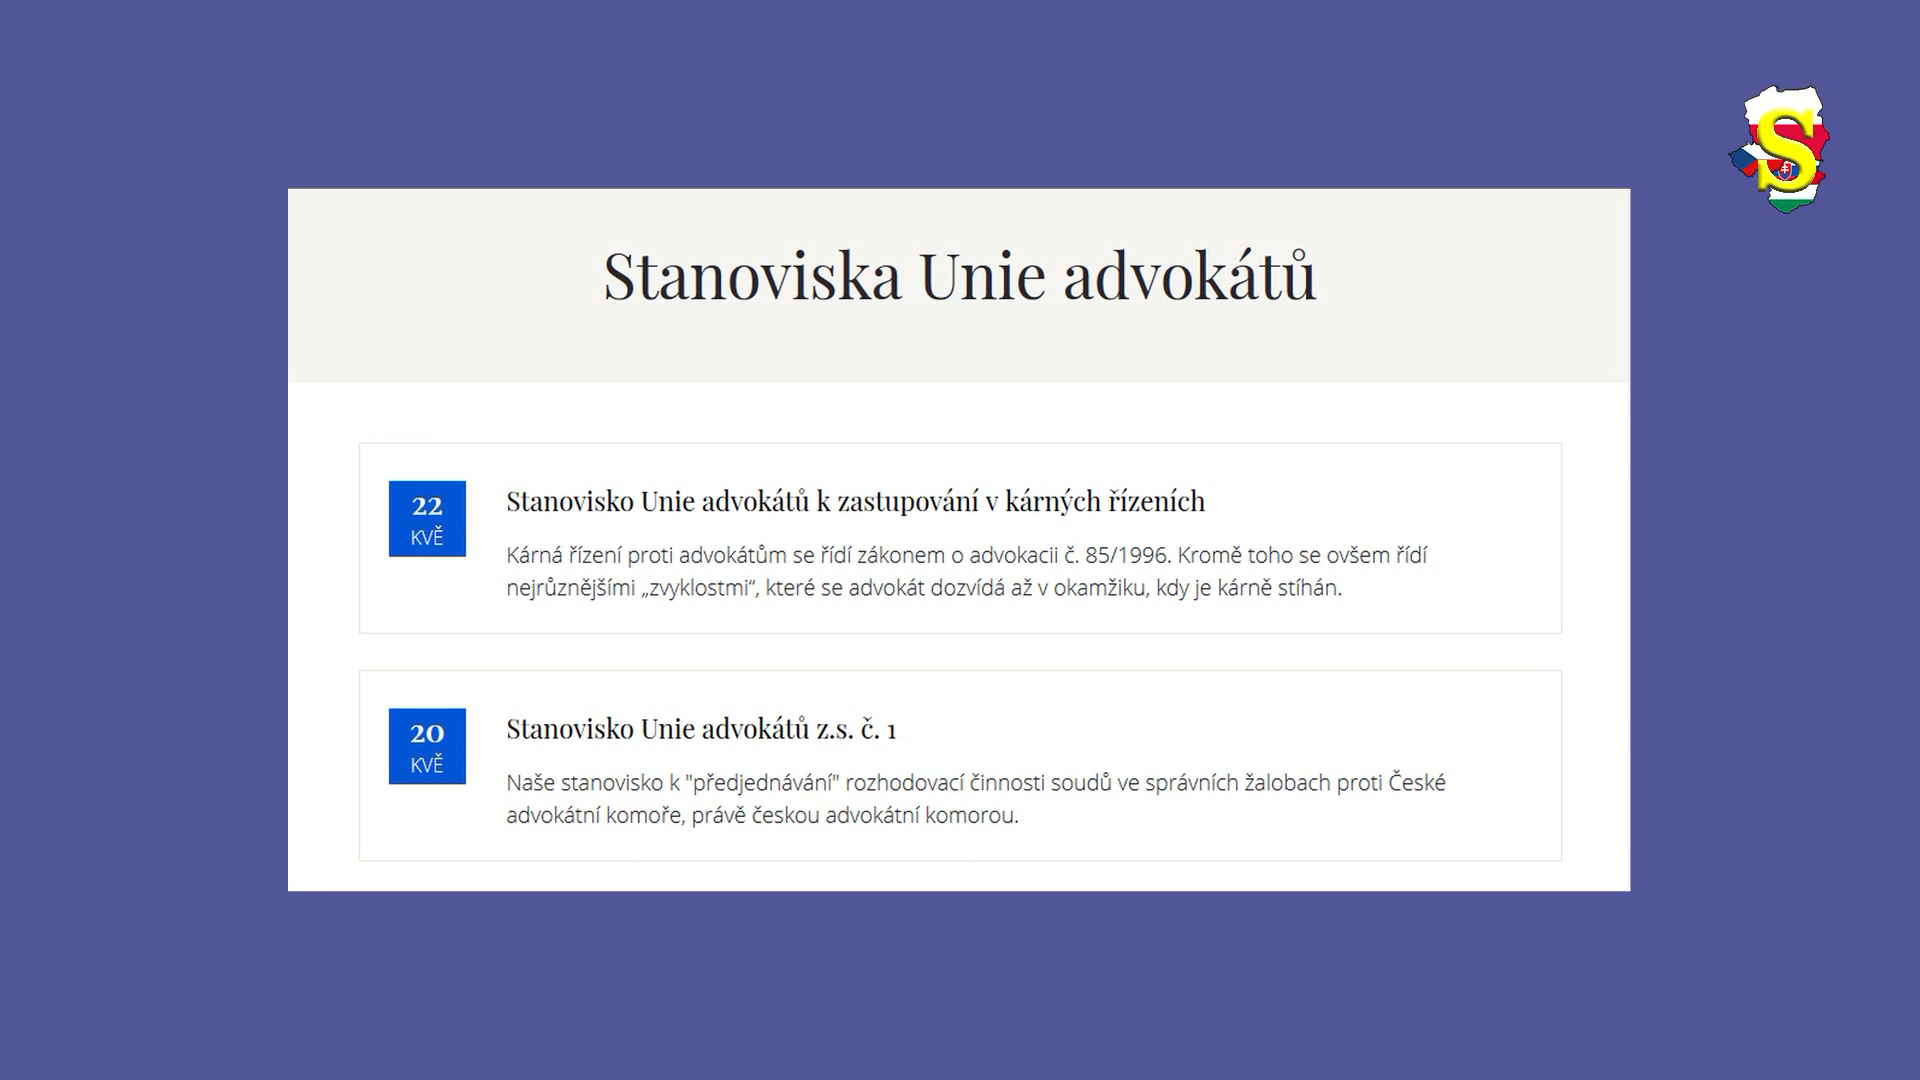 S
Stanoviska Unie advokátů
22
KVĚ
Stanovisko Unie advokátů k zastupování v kárných řízeních
Kárná řízení proti advokátům se řídí zákonem o advokacii č. 85/1996. Kromě toho se ovšem řídí
nejrůznějšími „zvyklostmi“, které se advokát dozvídá až v okamžiku, kdy je kárně stíhán.
20
KVĚ
Stanovisko Unie advokátů z.s. č. 1
Naše stanovisko k "předjednávání" rozhodovací činnosti soudů ve správních žalobach proti České
advokátní komoře, právě českou advokátní komorou.